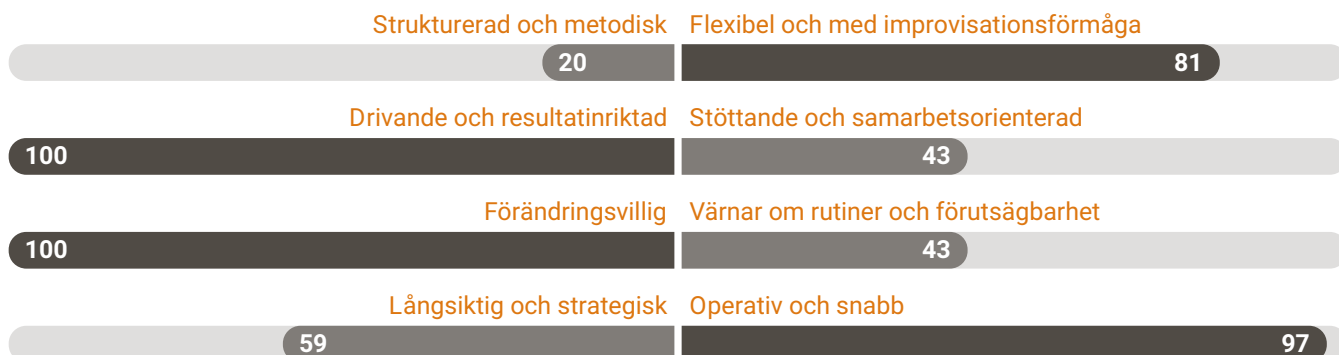 Strukturerad och metodisk Flexibel och med improvisationsförmåga
20 81
Drivande och resultatinriktad Stöttande och samarbetsorienterad
100 43
Förändringsvillig Värnar om rutiner och förutsägbarhet
100 43
Långsiktig och strategisk Operativ och snabb
59 97